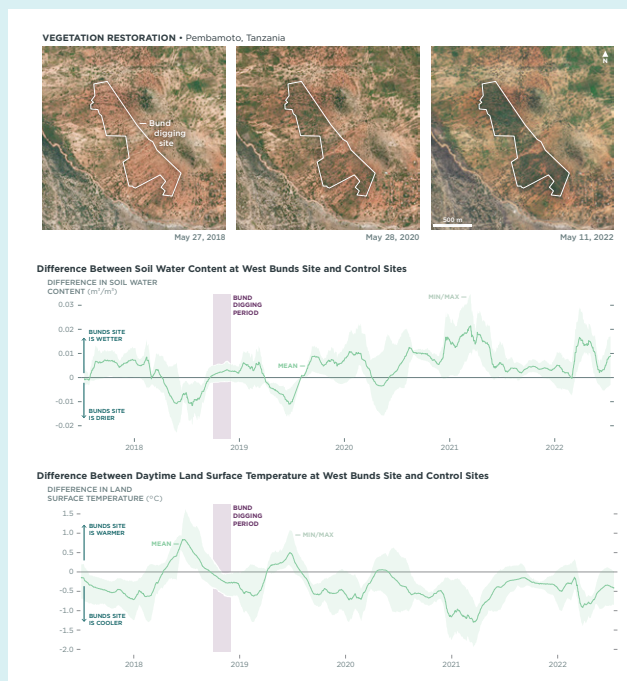 VEGETATION RESTORATION • Pembamoto, Tanzania
N
Bund
digging
site
500 m
May 27, 2018
May 28, 2020
May 11, 2022
Difference Between Soil Water Content at West Bunds Site and Control Sites
DIFFERENCE IN SOIL WATER
CONTENT (m³/m³)
BUND
DIGGING
PERIOD
MIN/MAX
0.03
0.02
BUNDS SITE
IS WETTER
0.01
MEAN
0
-0.01
BUNDS SITE
IS DRIER
-0.02
2018
2019
2020
2021
2022
Difference Between Daytime Land Surface Temperature at West Bunds Site and Control Sites
DIFFERENCE IN LAND
SURFACE TEMPERATURE (°C)
BUND
DIGGING
PERIOD
1.5
BUNDS SITE
IS WARMER
1.0
MIN/MAX
MEAN
0.5
0
-0.5
-1.0
BUNDS SITE
IS COOLER
-1.5
-2.0
2018
2019
2020
2021
2022